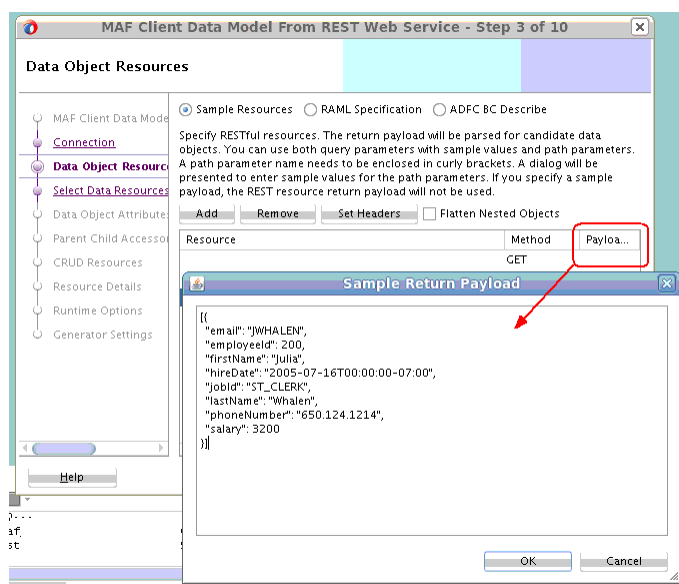 MAF Client Data Model From REST Web Service - Step 3 of 10
Data Object Resources
MAF Client Data Mode
Connection
Data Object Resourc
Select Data Resources
Data Object Attribute
Parent Child Accesso
CRUD Resources
Resource Details
Runtime Options
Generator Settings
Sample Resources RAML Specification ADFC BC Describe
Specify RESTful resources. The return payload will be parsed for candidate data
objects. You can use both query parameters with sample values and path parameters.
A path parameter name needs to be enclosed in curly brackets. A dialog will be
presented to enter sample values for the path parameters. If you specify a sample
payload, the REST resource return payload will not be used.
Add Remove Set Headers Flatten Nested Objects
Resource Method Payloa...
GET
Sample Return Payload
[{
"email": "JWHALEN",
"employeeId": 200,
"firstName": "Julia",
"hireDate": "2005-07-16T00:00:00-07:00",
"jobId": "ST_CLERK",
"lastName": "Whalen",
"phoneNumber": "650.124.1214",
"salary": 3200
}]
OK Cancel
Help